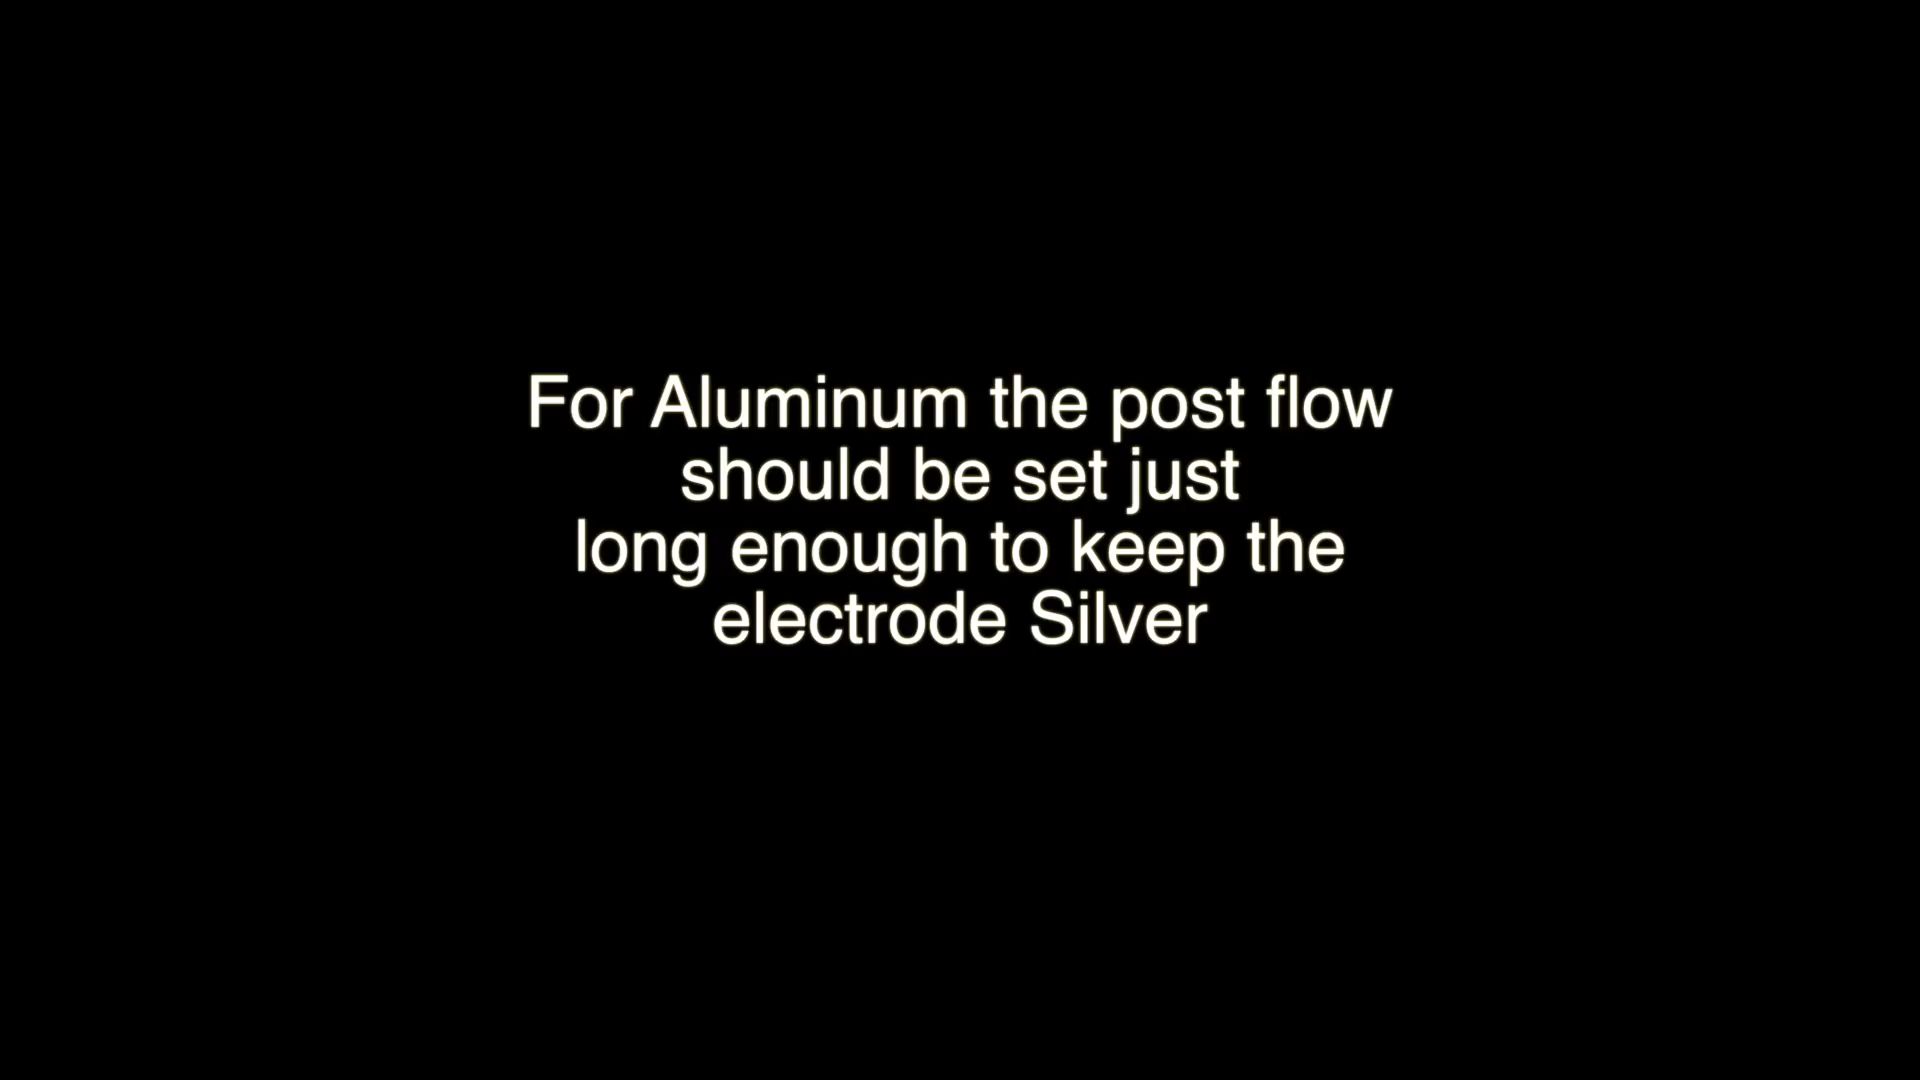 For Aluminum the post flow
should be set just
long enough to keep the
electrode Silver